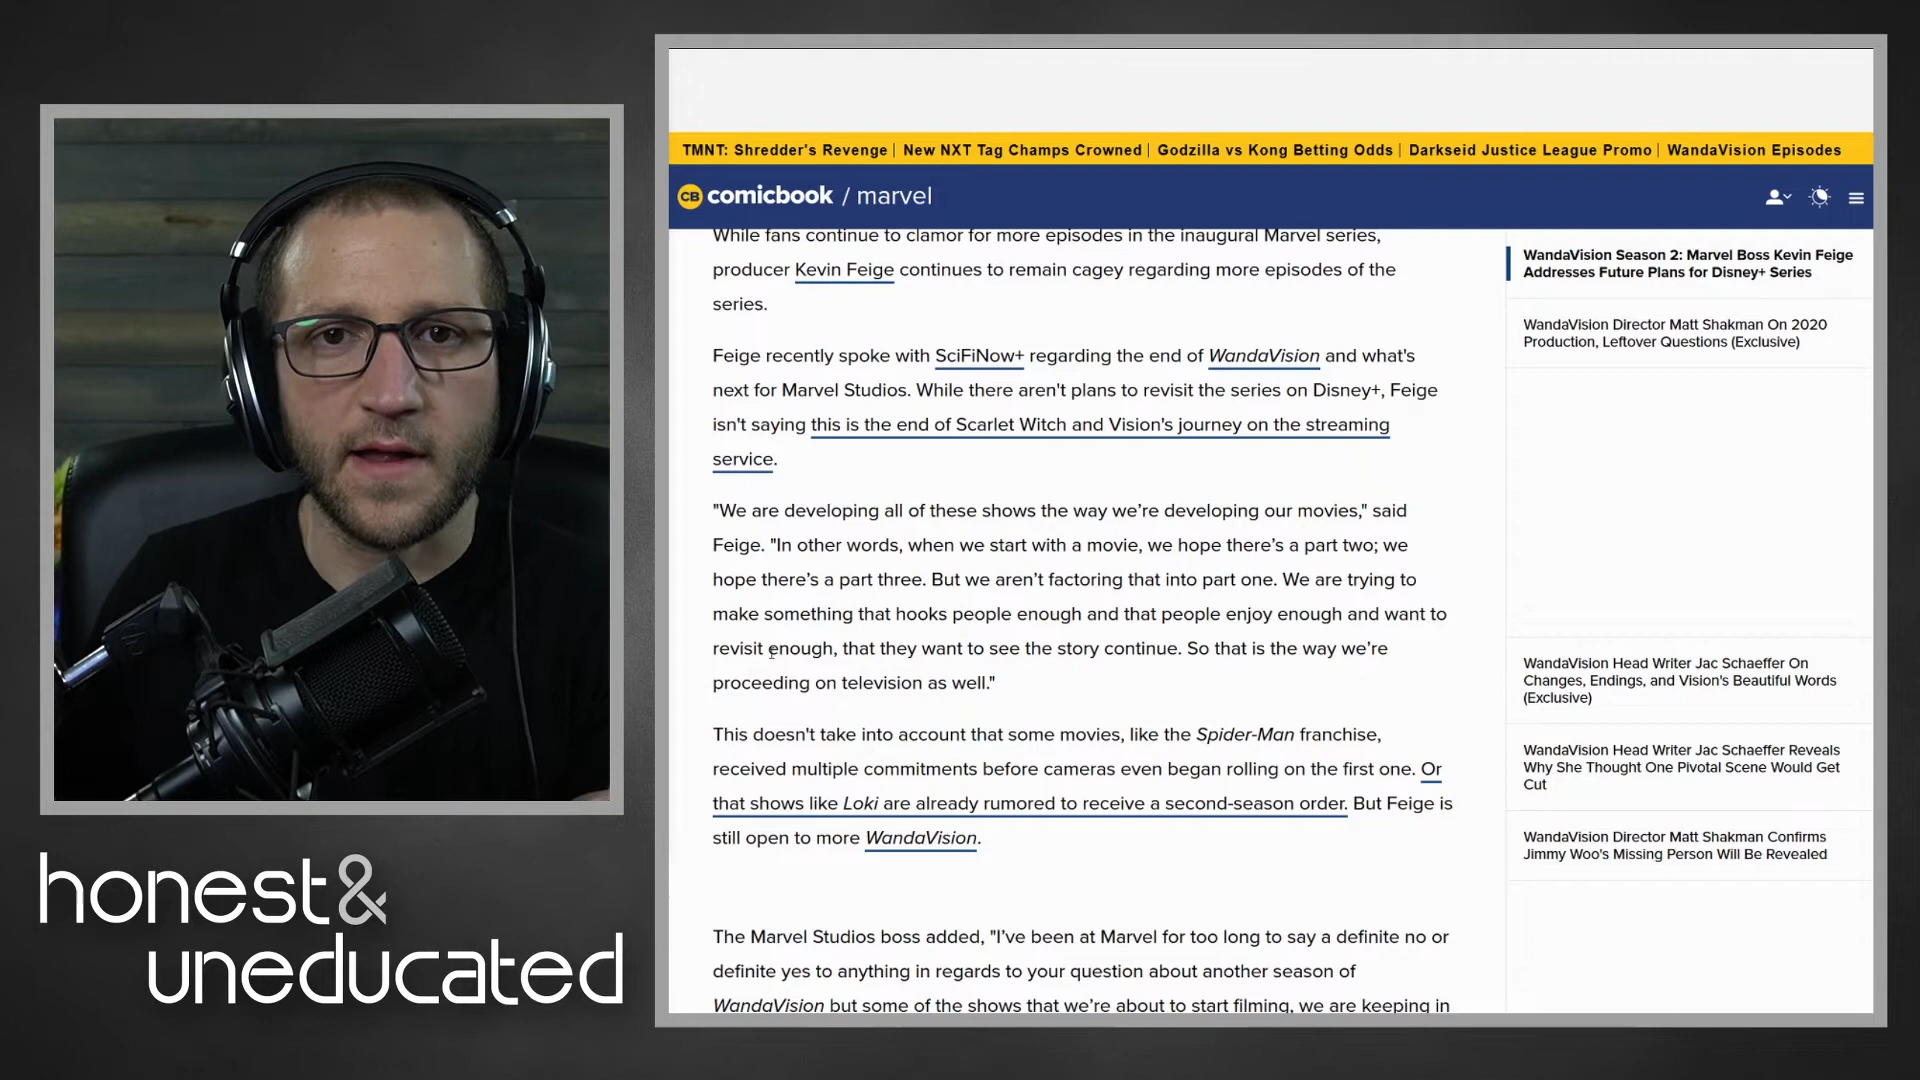 TMNT: Shredder's Revenge | New NXT Tag Champs Crowned | Godzilla vs Kong Betting Odds | Darkseid Justice League Promo | WandaVision Episodes
CB comicbook / marvel
While fans continue to clamor for more episodes in the inaugural Marvel series,
producer Kevin Feige continues to remain cagey regarding more episodes of the
series.
Feige recently spoke with SciFiNow+ regarding the end of WandaVision and what's
next for Marvel Studios. While there aren't plans to revisit the series on Disney+, Feige
isn't saying this is the end of Scarlet Witch and Vision's journey on the streaming
service.
"We are developing all of these shows the way we’re developing our movies," said
Feige. "In other words, when we start with a movie, we hope there’s a part two; we
hope there’s a part three. But we aren’t factoring that into part one. We are trying to
make something that hooks people enough and that people enjoy enough and want to
revisit enough, that they want to see the story continue. So that is the way we’re
proceeding on television as well."
This doesn't take into account that some movies, like the Spider-Man franchise,
received multiple commitments before cameras even began rolling on the first one. Or
that shows like Loki are already rumored to receive a second-season order. But Feige is
still open to more WandaVision.
The Marvel Studios boss added, "I’ve been at Marvel for too long to say a definite no or
definite yes to anything in regards to your question about another season of
WandaVision but some of the shows that we’re about to start filming, we are keeping in
WandaVision Season 2: Marvel Boss Kevin Feige
Addresses Future Plans for Disney+ Series
WandaVision Director Matt Shakman On 2020
Production, Leftover Questions (Exclusive)
WandaVision Head Writer Jac Schaeffer On
Changes, Endings, and Vision's Beautiful Words
(Exclusive)
WandaVision Head Writer Jac Schaeffer Reveals
Why She Thought One Pivotal Scene Would Get
Cut
WandaVision Director Matt Shakman Confirms
Jimmy Woo's Missing Person Will Be Revealed
honest&
uneducated